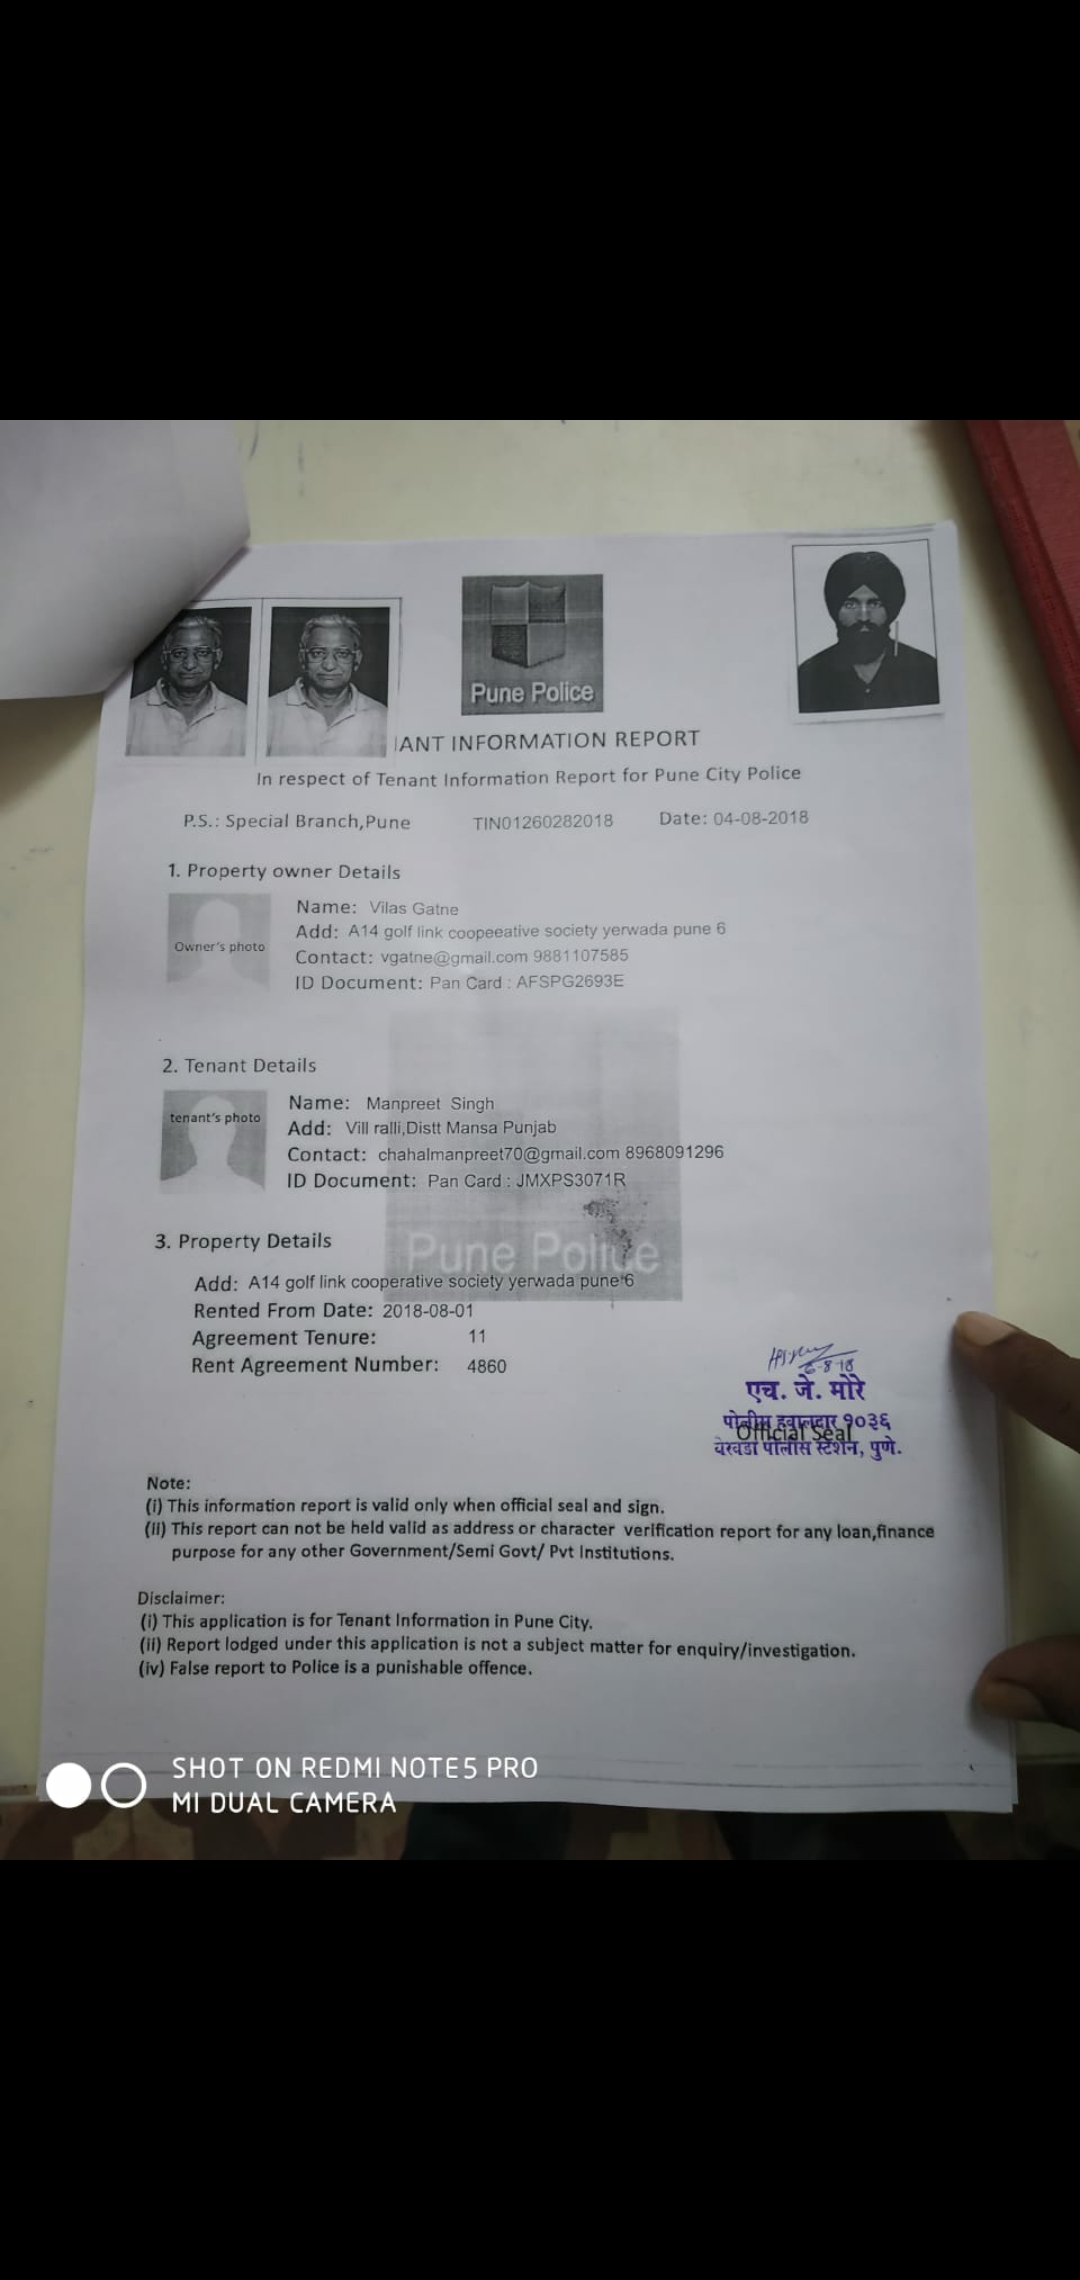 Pune Police
ANT INFORMATION REPORT
In respect of Tenant Information Report for Pune City Police
P.S.: Special Branch,Pune TIN01260282018 Date: 04-08-2018
1. Property owner Details
Owner's photo
Name: Vilas Gatne
Add: A14 golf link coopeeative society yerwada pune 6
Contact: vgatne@gmail.com 9881107585
ID Document: Pan Card : AFSPG2693E
2. Tenant Details
tenant's photo
Name: Manpreet Singh
Add: Vill ralli,Distt Mansa Punjab
Contact: chahalmanpreet70@gmail.com 8968091296
ID Document: Pan Card : JMXPS3071R
3. Property Details
Pune Police
Add: A14 golf link cooperative society yerwada pune 6
Rented From Date: 2018-08-01
Agreement Tenure: 11
Rent Agreement Number: 4860
6-8-18
एच. जे. मोरे
पोलीस हवालदार १०३६
Official Seal
येरवडा पोलीस स्टेशन, पुणे.
Note:
(i) This information report is valid only when official seal and sign.
(ii) This report can not be held valid as address or character verification report for any loan,finance
purpose for any other Government/Semi Govt/ Pvt Institutions.
Disclaimer:
(i) This application is for Tenant Information in Pune City.
(ii) Report lodged under this application is not a subject matter for enquiry/investigation.
(iv) False report to Police is a punishable offence.
SHOT ON REDMI NOTE5 PRO
MI DUAL CAMERA